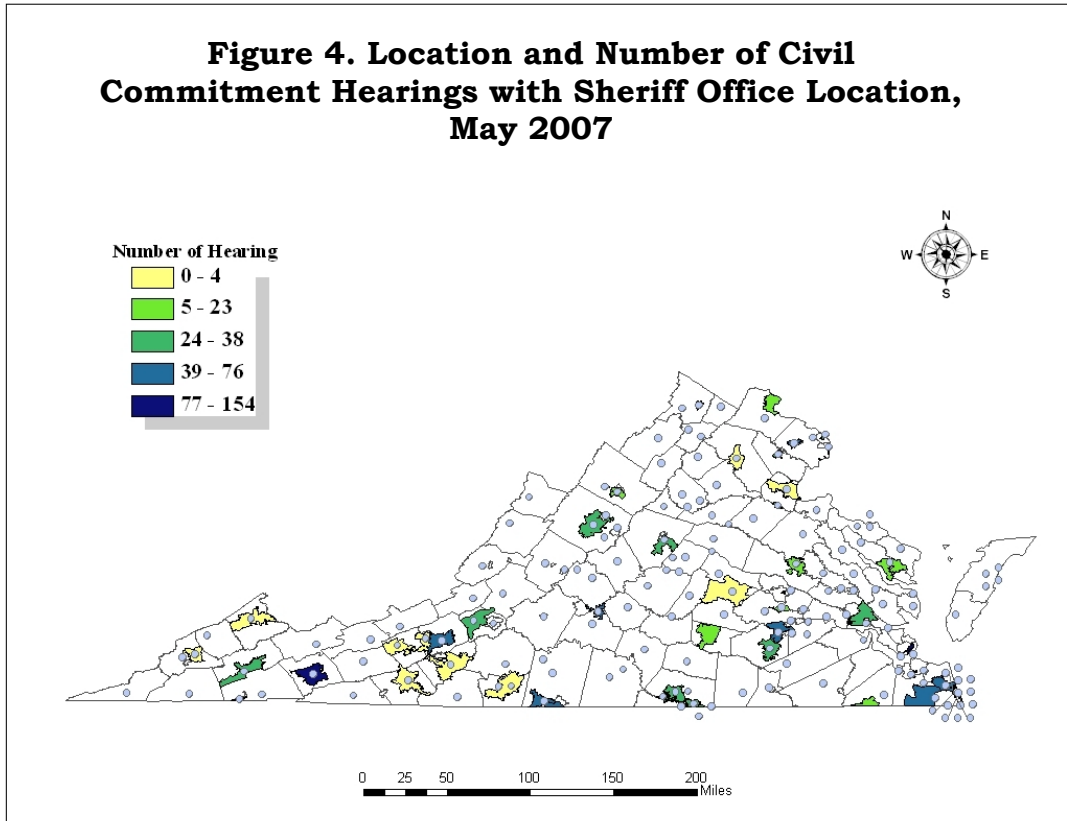 Figure 4. Location and Number of Civil
Commitment Hearings with Sheriff Office Location,
May 2007
N
W E
S
Number of Hearing
0 - 4
5 - 23
24 - 38
39 - 76
77 - 154
0 25 50 100 150 200
Miles